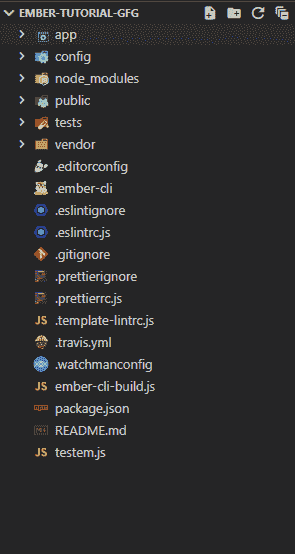 EMBER-TUTORIAL-GFG
app
config
node_modules
public
tests
vendor
.editorconfig
.ember-cli
.eslintignore
.eslintrc.js
.gitignore
.prettierignore
.prettierrc.js
JS .template-lintrc.js
.travis.yml
.watchmanconfig
JS ember-cli-build.js
package.json
README.md
JS testem.js